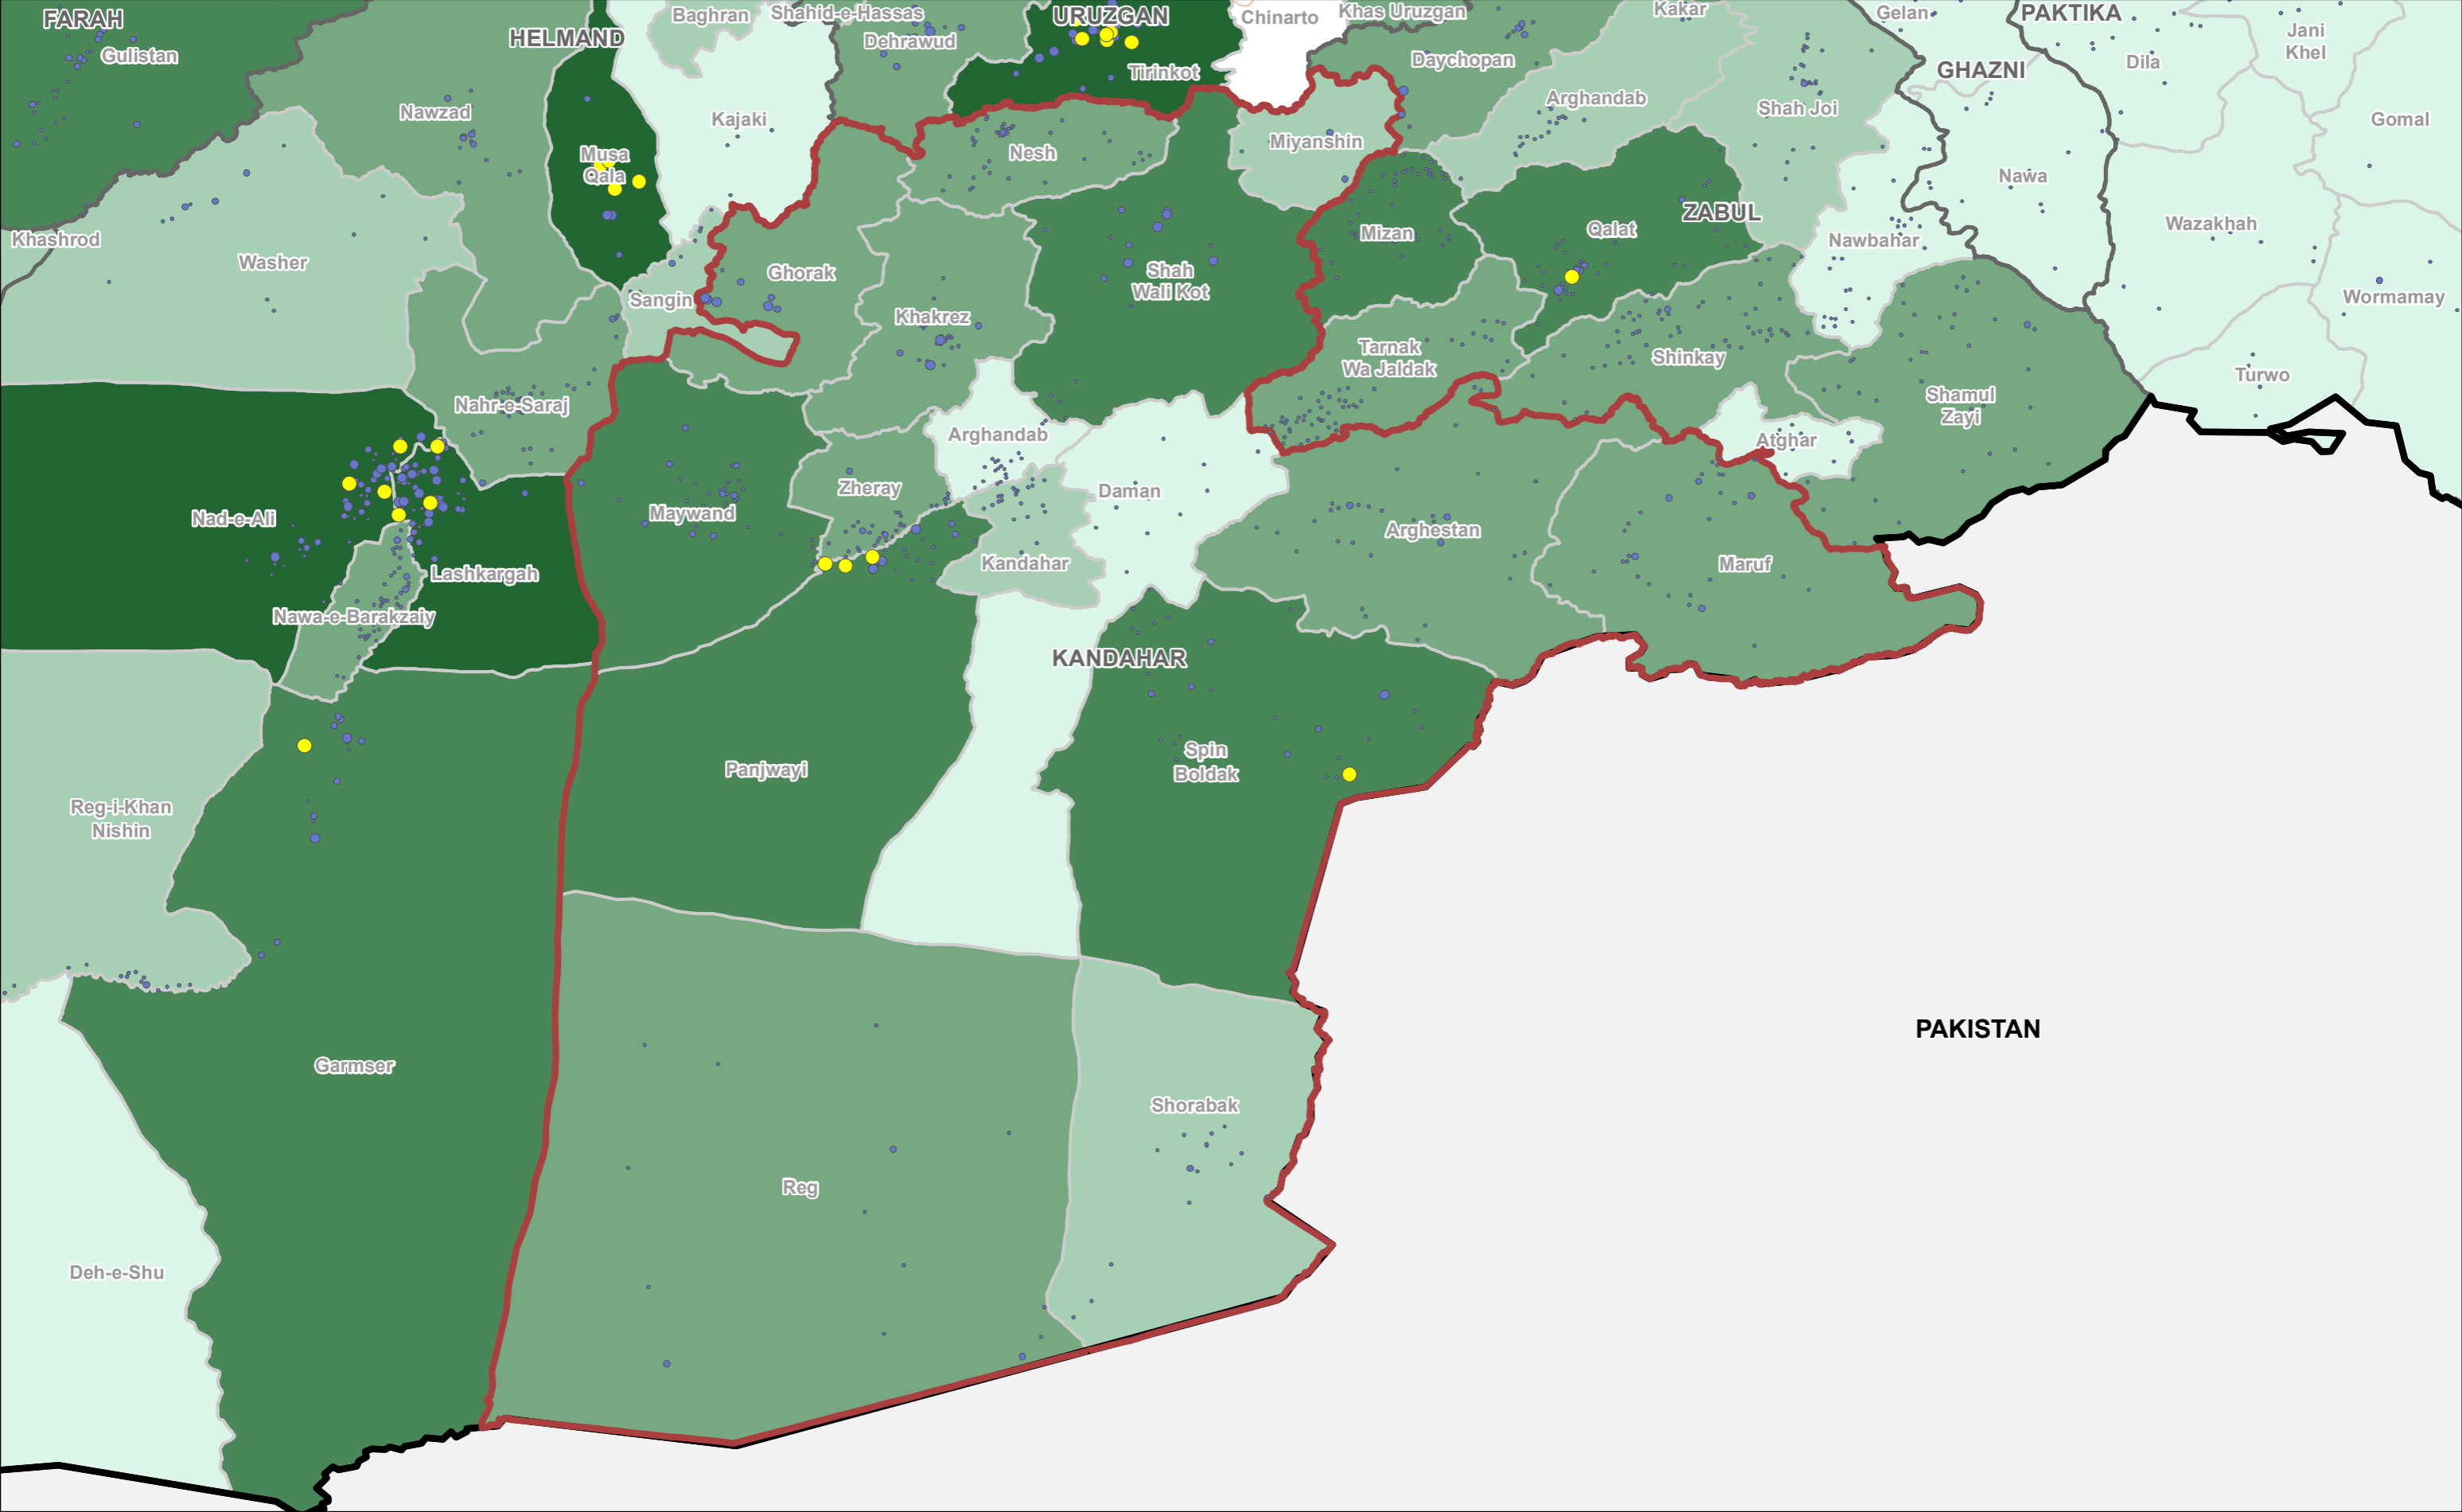 FARAH
Gulistan
HELMAND
Baghran
Shahid-e-Hassas
Dehrawud
URUZGAN
Tirinkot
Chinarto
Khas Uruzgan
Daychopan
Kakar
Gelan
PAKTIKA
Dila
Jani
Khel
GHAZNI
Nawzad
Kajaki
Musa
Qala
Nesh
Miyanshin
Arghandab
Shah Joi
Gomal
Nawa
Wazakhah
Khashrod
Washer
Ghorak
Sangin
Shah
Wali Kot
Mizan
Qalat
ZABUL
Nawbahar
Wormamay
Khakrez
Tarnak
Wa Jaldak
Shinkay
Turwo
Nahr-e-Saraj
Arghandab
Atghar
Shamul
Zayi
Nad-e-Ali
Maywand
Zheray
Daman
Arghestan
Lashkargah
Kandahar
Maruf
Nawa-e-Barakzaiy
KANDAHAR
Panjwayi
Spin
Boldak
Reg-i-Khan
Nishin
PAKISTAN
Garmser
Shorabak
Reg
Deh-e-Shu